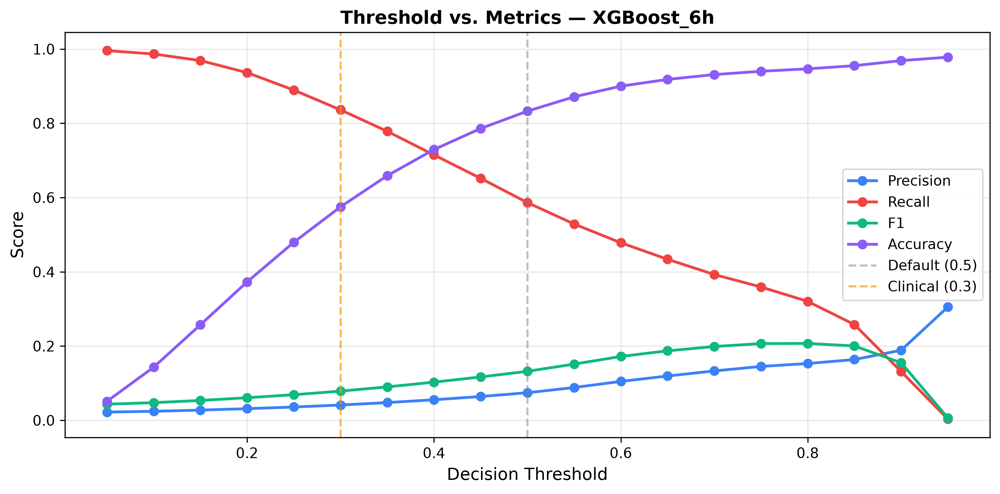 Threshold vs. Metrics — XGBoost_6h
1.0
0.8
0.6
0.4
0.2
0.0
Score
Precision
Recall
F1
Accuracy
Default (0.5)
Clinical (0.3)
0.2 0.4 0.6 0.8
Decision Threshold